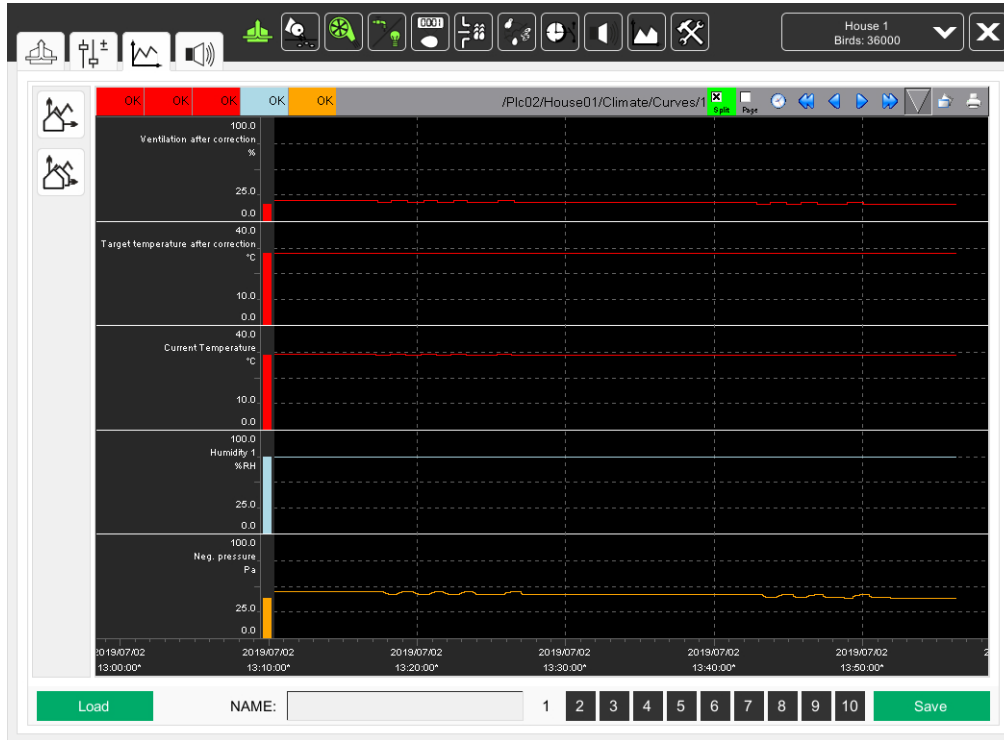 0001
House 1
Birds: 36000
OK OK OK OK OK /Plc02/House01/Climate/Curves/1 Split Page
100.0
Ventilation after correction
%
25.0
0.0
40.0
Target temperature after correction
°C
10.0
0.0
40.0
Current Temperature
°C
10.0
0.0
100.0
Humidity 1
%RH
25.0
0.0
100.0
Neg. pressure
Pa
25.0
0.0
2019/07/02 2019/07/02 2019/07/02 2019/07/02 2019/07/02 2019/07/02 2
13:00:00* 13:10:00* 13:20:00* 13:30:00* 13:40:00* 13:50:00*
Load NAME: 1 2 3 4 5 6 7 8 9 10 Save